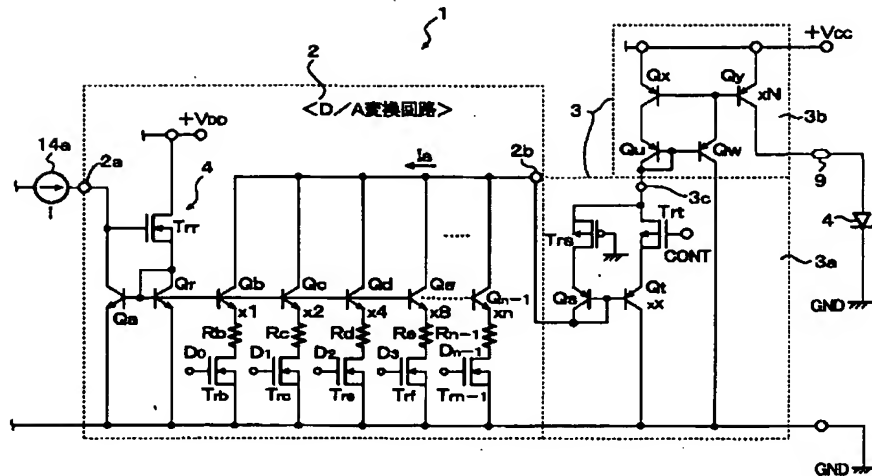 1
+Vcc
2
<D/A変換回路>
Qx
Qy
xN
3
3b
+VDD
14a
2a
4
Ia
2b
Qu
Qw
9
3c
I
Trr
Trs
Trt
4
CONT
3a
Qa
Qr
Qb
Qc
Qd
Qe
Qn-1
Qs
Qt
x1
x2
x4
x8
xn
xx
Rb
Rc
Rd
Re
Rn-1
GND
D0
D1
D2
D3
Dn-1
Trb
Trc
Tre
Trf
Trn-1
GND